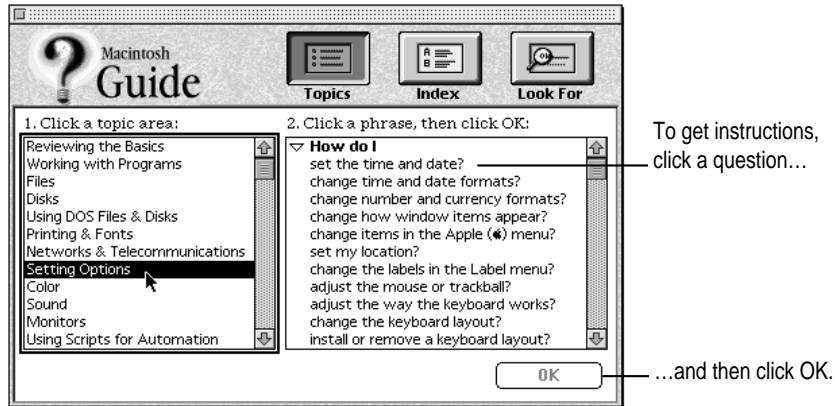 Macintosh
Guide
Topics
Index
Look For
1. Click a topic area:
Reviewing the Basics
Working with Programs
Files
Disks
Using DOS Files & Disks
Printing & Fonts
Networks & Telecommunications
Setting Options
Color
Sound
Monitors
Using Scripts for Automation
2. Click a phrase, then click OK:
How do I
set the time and date?
change time and date formats?
change number and currency formats?
change how window items appear?
change items in the Apple () menu?
set my location?
change the labels in the Label menu?
adjust the mouse or trackball?
adjust the way the keyboard works?
change the keyboard layout?
install or remove a keyboard layout?
OK
To get instructions,
click a question…
…and then click OK.